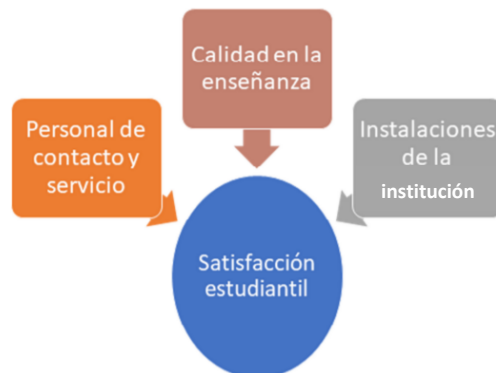 Calidad en la
enseñanza
Personal de
contacto y
servicio
Instalaciones
de la
institución
Satisfacción
estudiantil